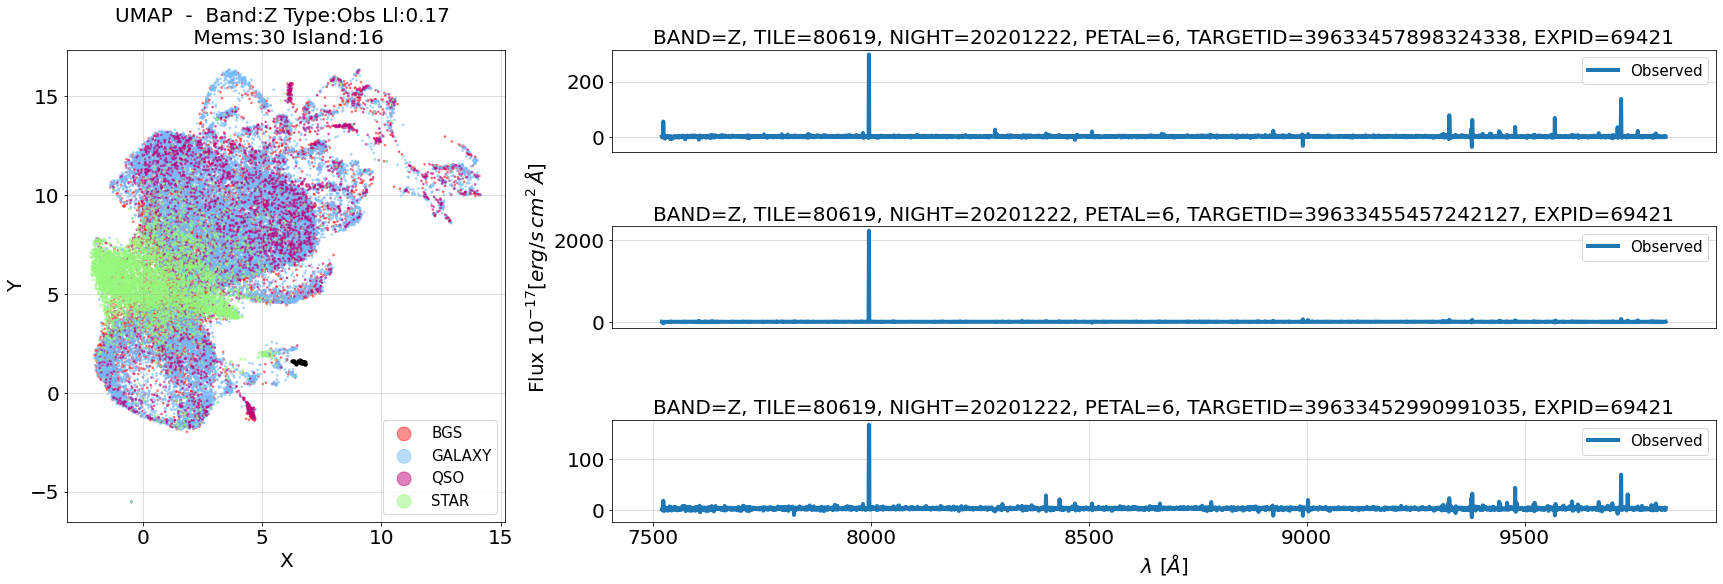 UMAP - Band:Z Type:Obs Ll:0.17
Mems:30 Island:16
Y
15
10
5
0
−5
0
5
10
15
X
BGS
GALAXY
QSO
STAR
Flux 10^{-17}[erg/s cm^2 Å]
BAND=Z, TILE=80619, NIGHT=20201222, PETAL=6, TARGETID=39633457898324338, EXPID=69421
200
0
Observed
BAND=Z, TILE=80619, NIGHT=20201222, PETAL=6, TARGETID=39633455457242127, EXPID=69421
2000
0
Observed
BAND=Z, TILE=80619, NIGHT=20201222, PETAL=6, TARGETID=39633452990991035, EXPID=69421
100
0
Observed
7500
8000
8500
9000
9500
λ [Å]